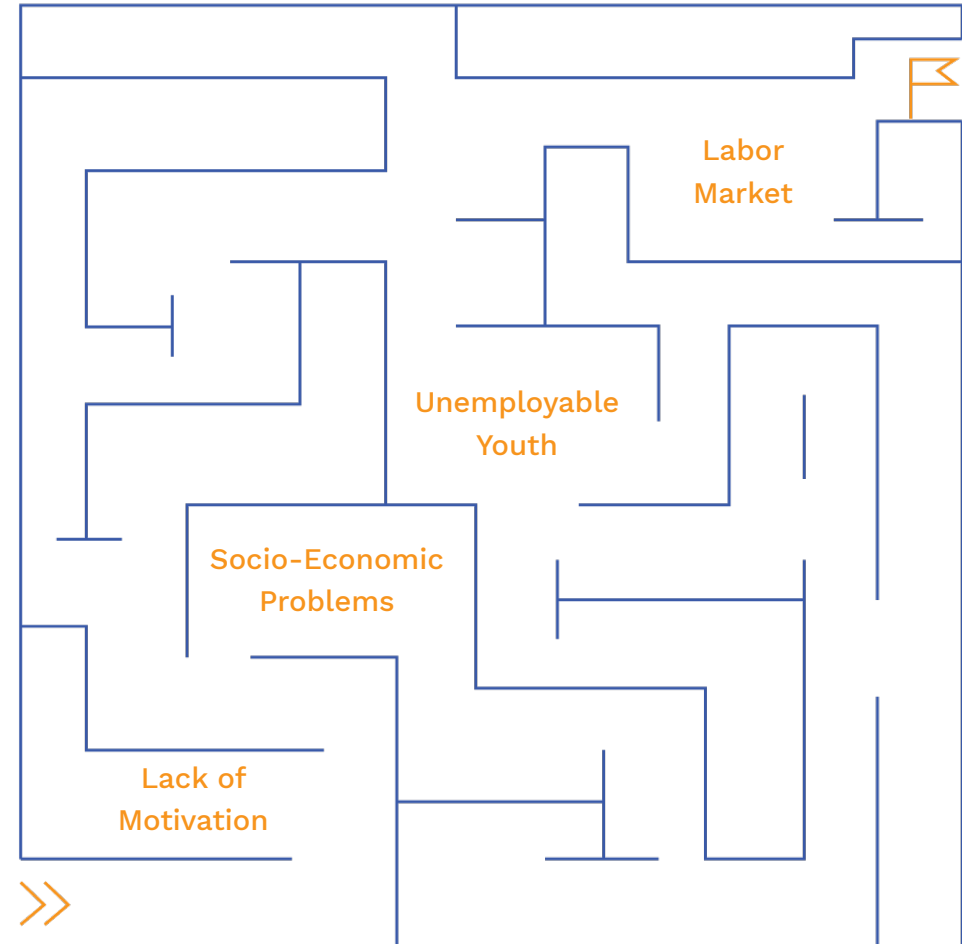 Labor
Market
Unemployable
Youth
Socio-Economic
Problems
Lack of
Motivation